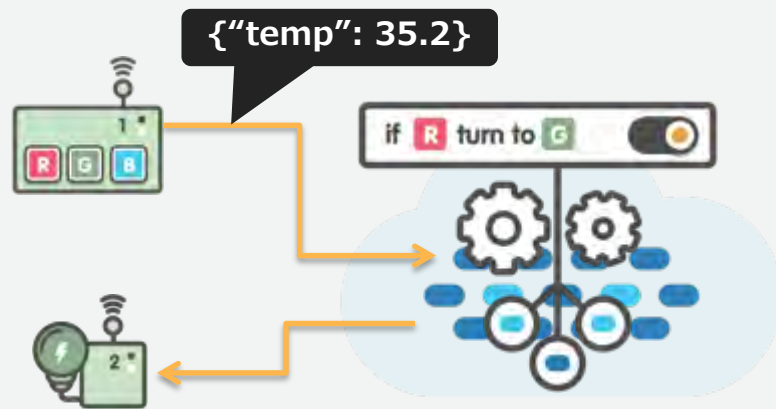 {“temp”: 35.2}
1
R G B
if R turn to G
2